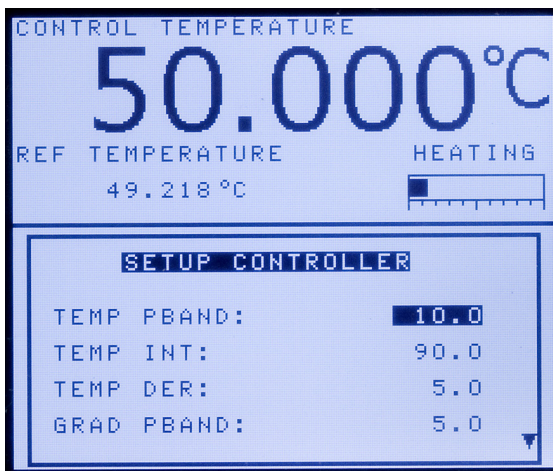 CONTROL TEMPERATURE
50.000°C
REF TEMPERATURE HEATING
49.218°C
SETUP CONTROLLER
TEMP PBAND: 10.0
TEMP INT: 90.0
TEMP DER: 5.0
GRAD PBAND: 5.0